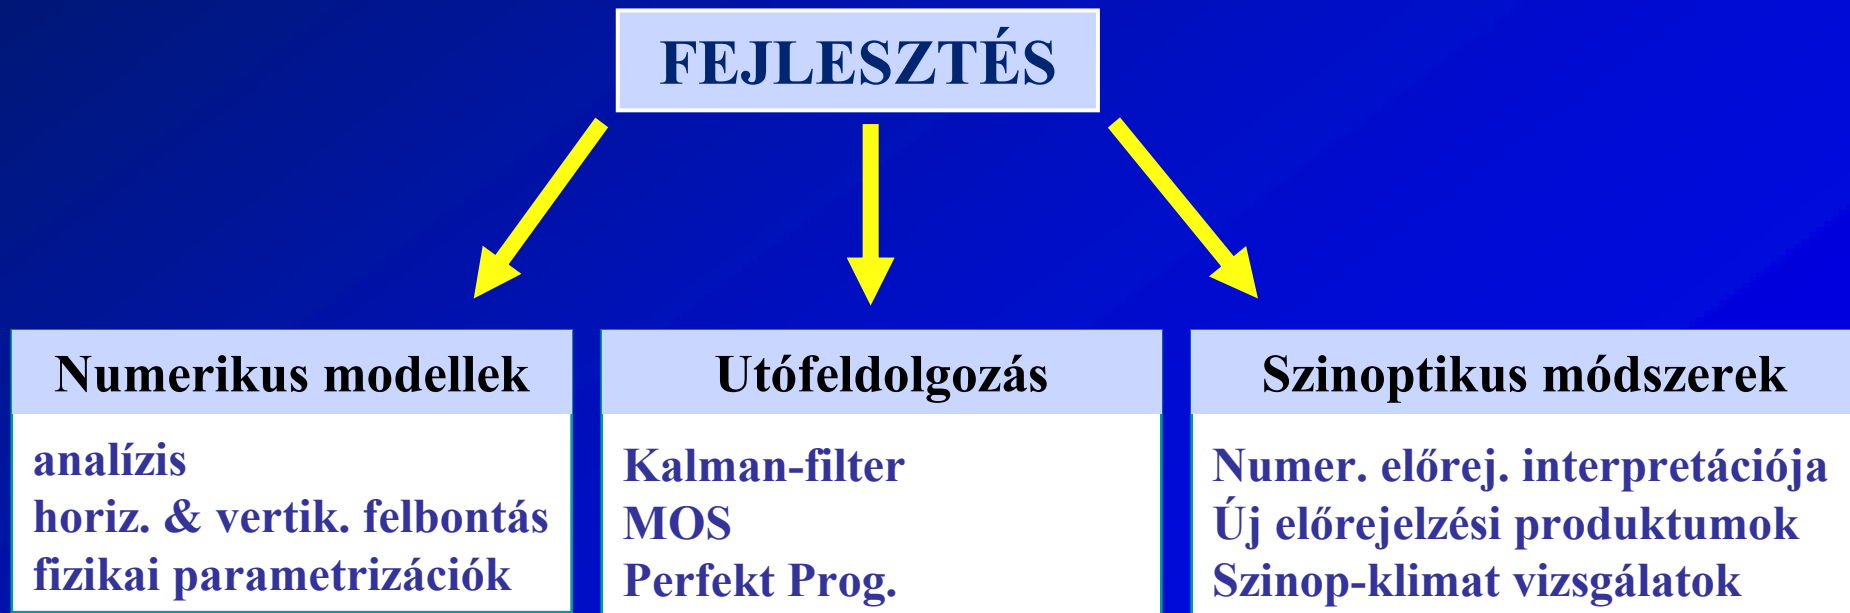 FEJLESZTÉS
Numerikus modellek
analízis
horiz. & vertik. felbontás
fizikai parametrizációk
Utófeldolgozás
Kalman-filter
MOS
Perfekt Prog.
Szinoptikus módszerek
Numer. előrej. interpretációja
Új előrejelzési produktumok
Szinop-klimat vizsgálatok